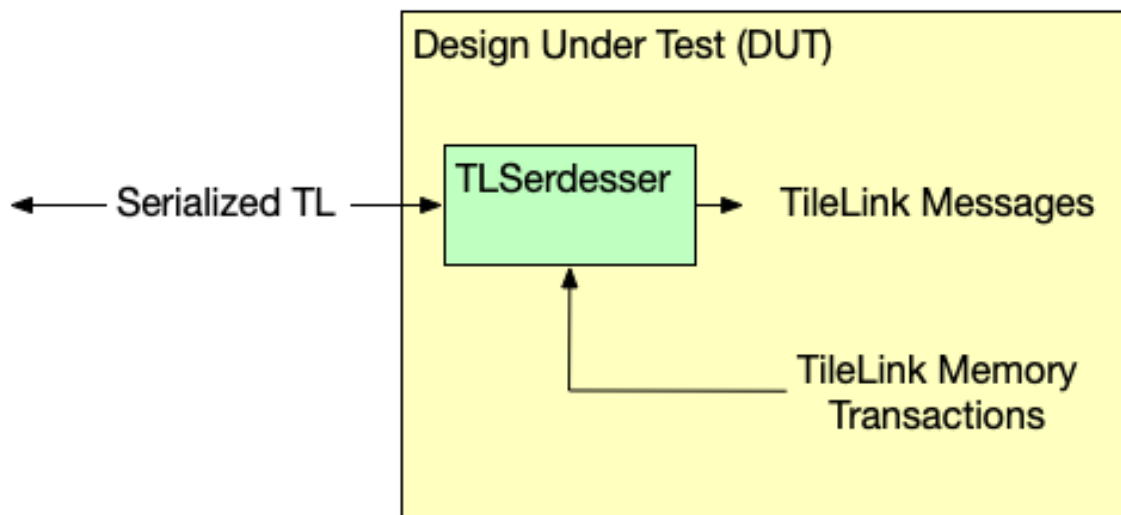 Design Under Test (DUT)
TLSerdesser
Serialized TL
TileLink Messages
TileLink Memory
Transactions